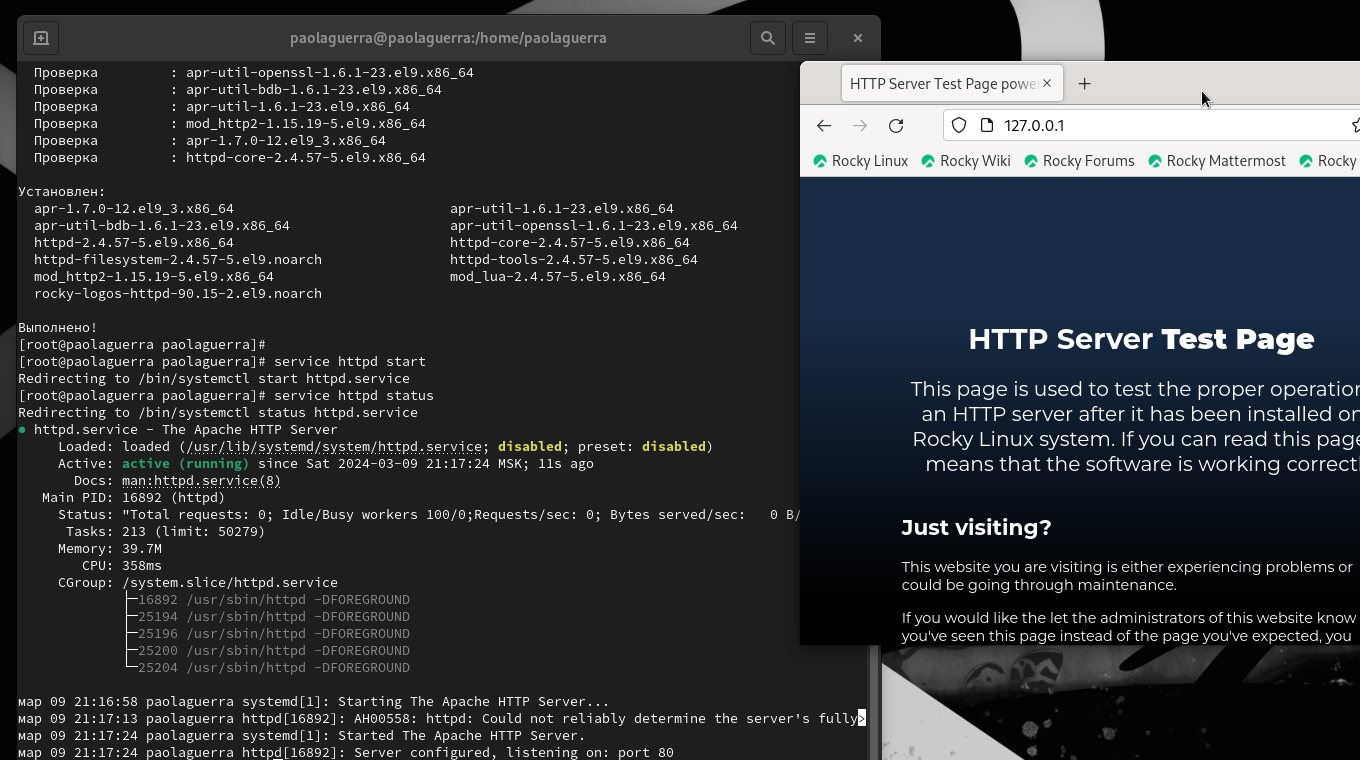 paolaguerra@paolaguerra:/home/paolaguerra
Проверка : apr-util-openssl-1.6.1-23.el9.x86_64
Проверка : apr-util-bdb-1.6.1-23.el9.x86_64
Проверка : apr-util-1.6.1-23.el9.x86_64
Проверка : mod_http2-1.15.19-5.el9.x86_64
Проверка : apr-1.7.0-12.el9_3.x86_64
Проверка : httpd-core-2.4.57-5.el9.x86_64
Установлен:
apr-1.7.0-12.el9_3.x86_64 apr-util-1.6.1-23.el9.x86_64
apr-util-bdb-1.6.1-23.el9.x86_64 apr-util-openssl-1.6.1-23.el9.x86_64
httpd-2.4.57-5.el9.x86_64 httpd-core-2.4.57-5.el9.x86_64
httpd-filesystem-2.4.57-5.el9.noarch httpd-tools-2.4.57-5.el9.x86_64
mod_http2-1.15.19-5.el9.x86_64 mod_lua-2.4.57-5.el9.x86_64
rocky-logos-httpd-90.15-2.el9.noarch
Выполнено!
[root@paolaguerra paolaguerra]#
[root@paolaguerra paolaguerra]# service httpd start
Redirecting to /bin/systemctl start httpd.service
[root@paolaguerra paolaguerra]# service httpd status
Redirecting to /bin/systemctl status httpd.service
● httpd.service - The Apache HTTP Server
Loaded: loaded (/usr/lib/systemd/system/httpd.service; disabled; preset: disabled)
Active: active (running) since Sat 2024-03-09 21:17:24 MSK; 11s ago
Docs: man:httpd.service(8)
Main PID: 16892 (httpd)
Status: "Total requests: 0; Idle/Busy workers 100/0;Requests/sec: 0; Bytes served/sec: 0 B/
Tasks: 213 (limit: 50279)
Memory: 39.7M
CPU: 358ms
CGroup: /system.slice/httpd.service
├─16892 /usr/sbin/httpd -DFOREGROUND
├─25194 /usr/sbin/httpd -DFOREGROUND
├─25196 /usr/sbin/httpd -DFOREGROUND
├─25200 /usr/sbin/httpd -DFOREGROUND
└─25204 /usr/sbin/httpd -DFOREGROUND
мар 09 21:16:58 paolaguerra systemd[1]: Starting The Apache HTTP Server...
мар 09 21:17:13 paolaguerra httpd[16892]: AH00558: httpd: Could not reliably determine the server's fully>
мар 09 21:17:24 paolaguerra systemd[1]: Started The Apache HTTP Server.
мар 09 21:17:24 paolaguerra httpd[16892]: Server configured, listening on: port 80
HTTP Server Test Page powe
127.0.0.1
Rocky Linux Rocky Wiki Rocky Forums Rocky Mattermost Rocky
HTTP Server Test Page
This page is used to test the proper operation
an HTTP server after it has been installed on
Rocky Linux system. If you can read this page
means that the software is working correctl
Just visiting?
This website you are visiting is either experiencing problems or
could be going through maintenance.
If you would like the let the administrators of this website know
you've seen this page instead of the page you've expected, you